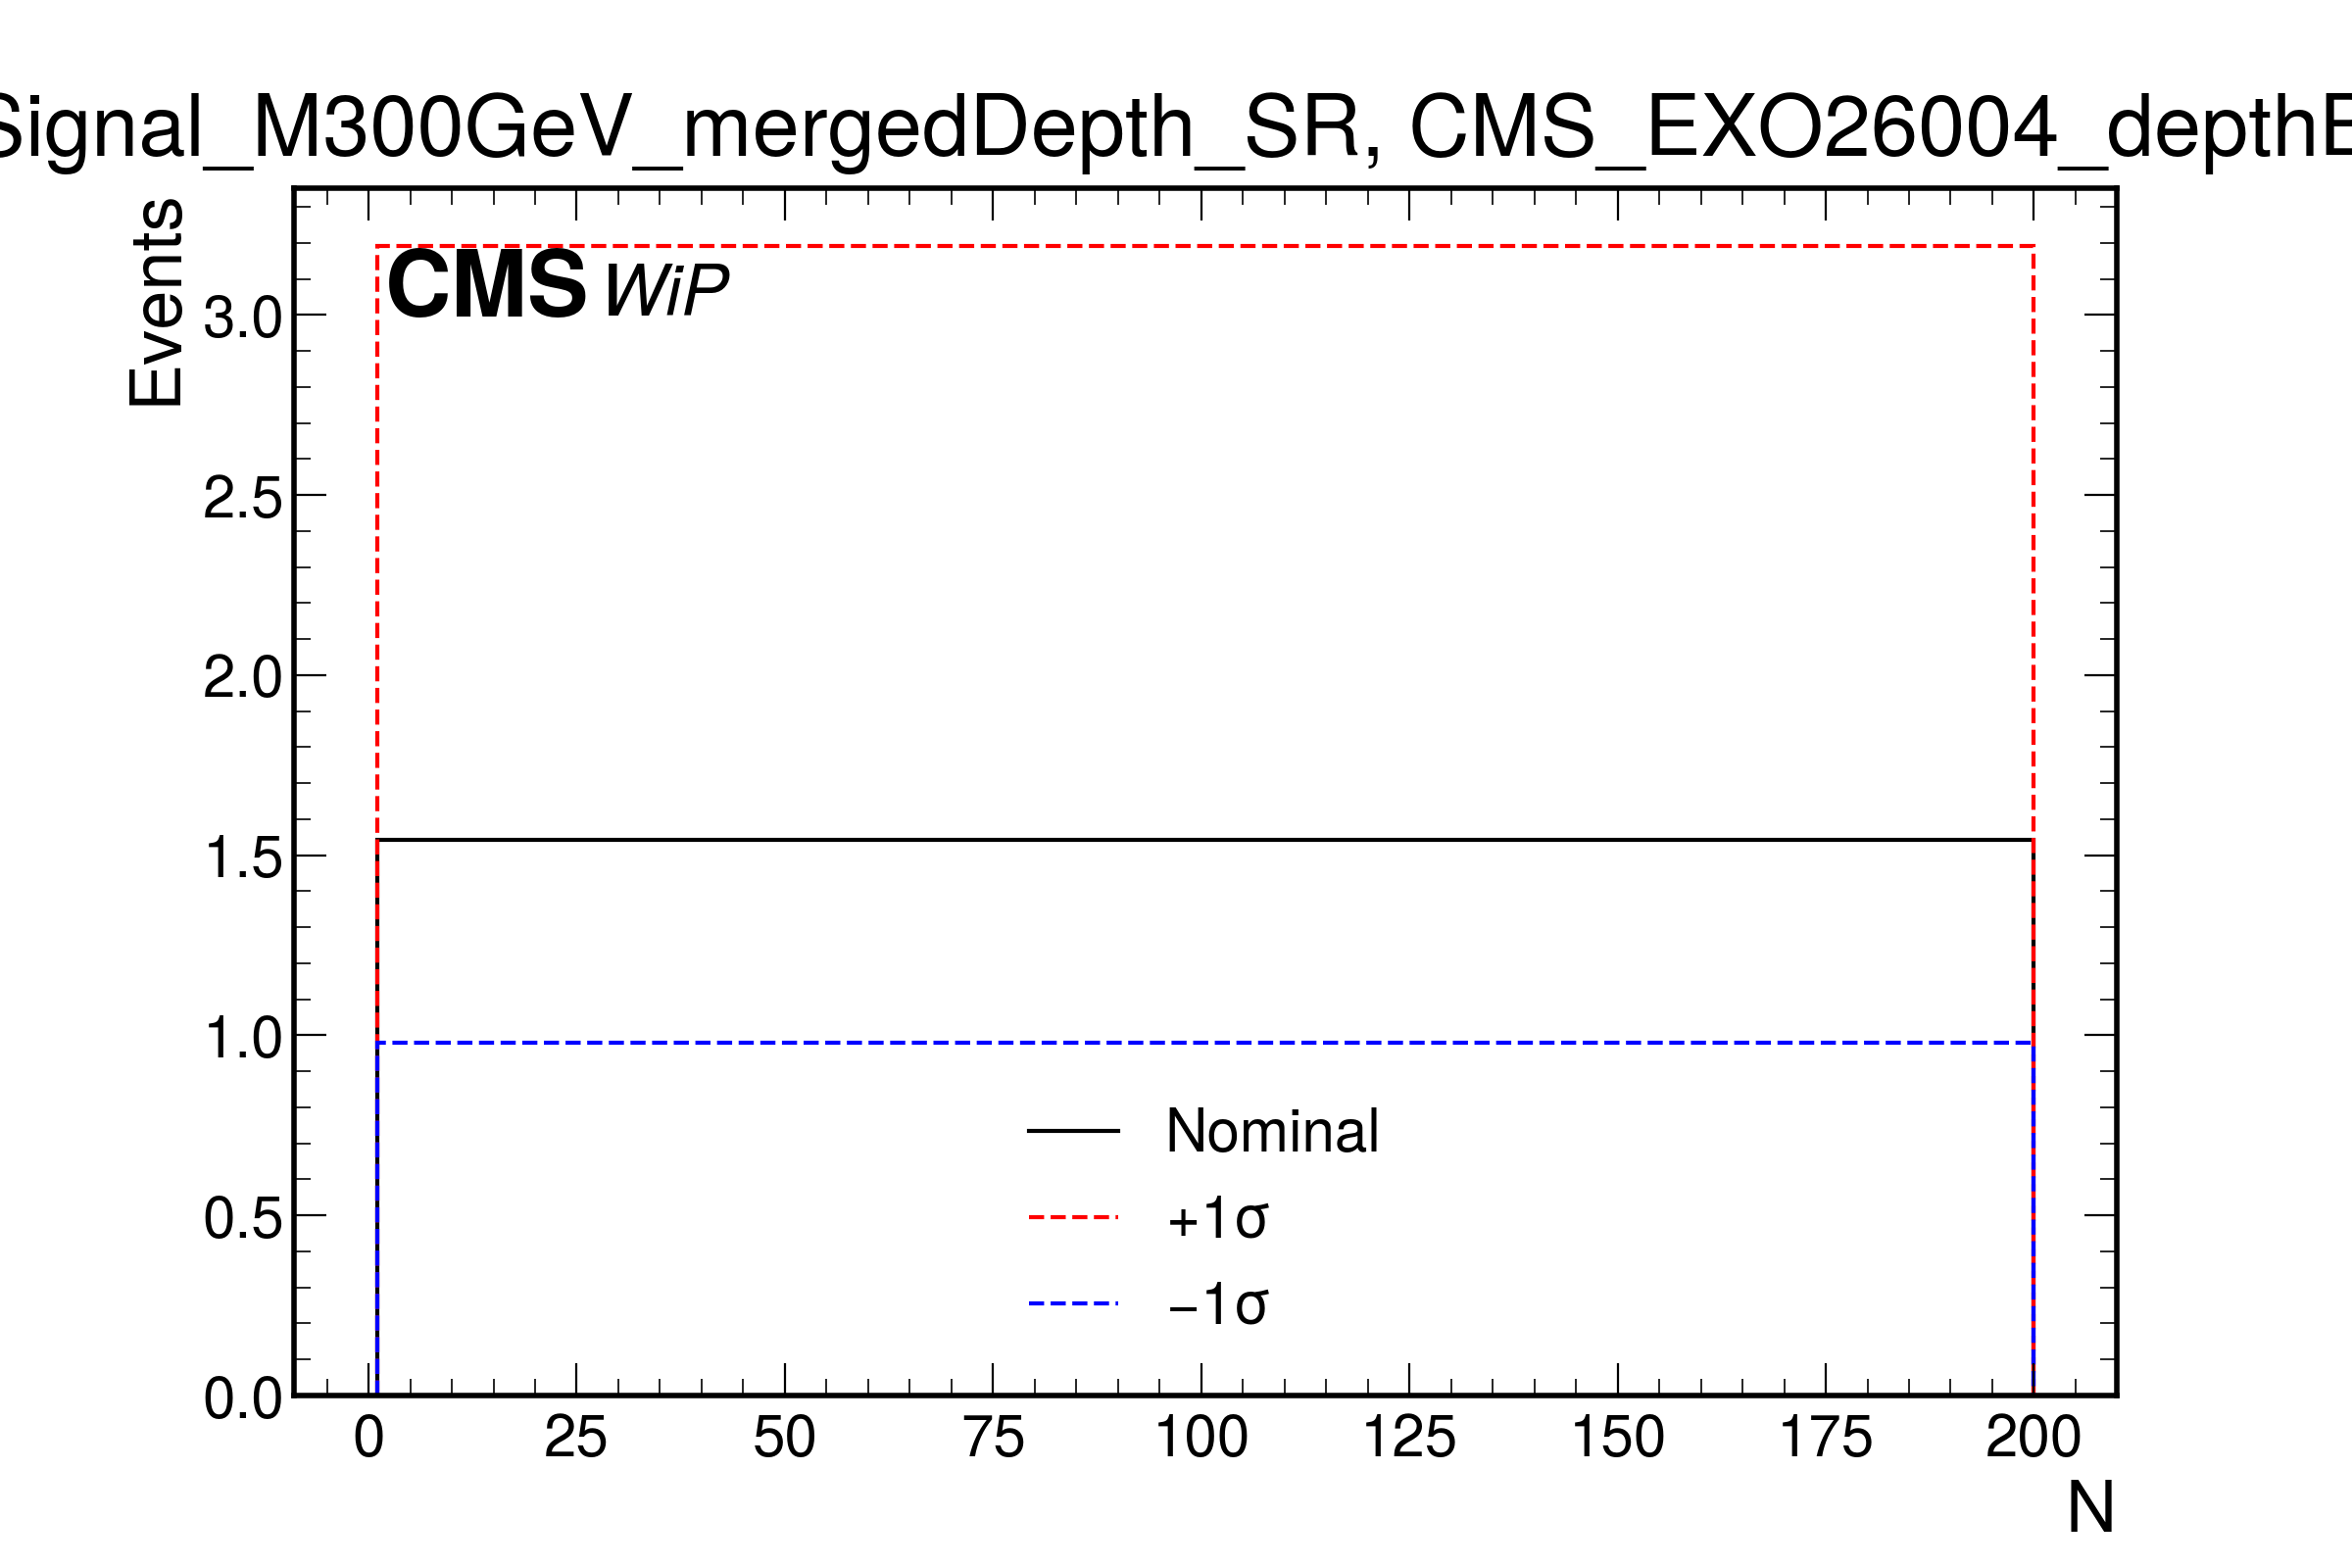 Signal_M300GeV_mergedDepth_SR, CMS_EXO26004_depthE
Events
CMS WiP
3.0
2.5
2.0
1.5
1.0
0.5
0.0
Nominal
+1σ
−1σ
0 25 50 75 100 125 150 175 200
N